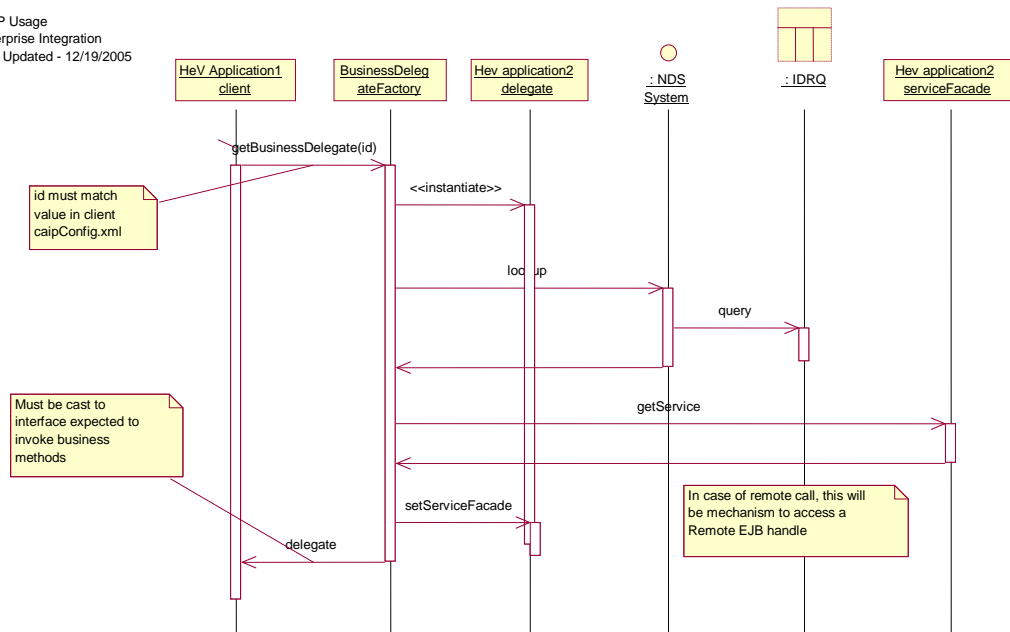 P Usage
erprise Integration
Updated - 12/19/2005
HeV Application1
client
BusinessDeleg
ateFactory
Hev application2
delegate
: NDS
System
: IDRQ
Hev application2
serviceFacade
getBusinessDelegate(id)
id must match
value in client
caipConfig.xml
<<instantiate>>
lookup
query
Must be cast to
interface expected to
invoke business
methods
getService
In case of remote call, this will
be mechanism to access a
Remote EJB handle
setServiceFacade
delegate